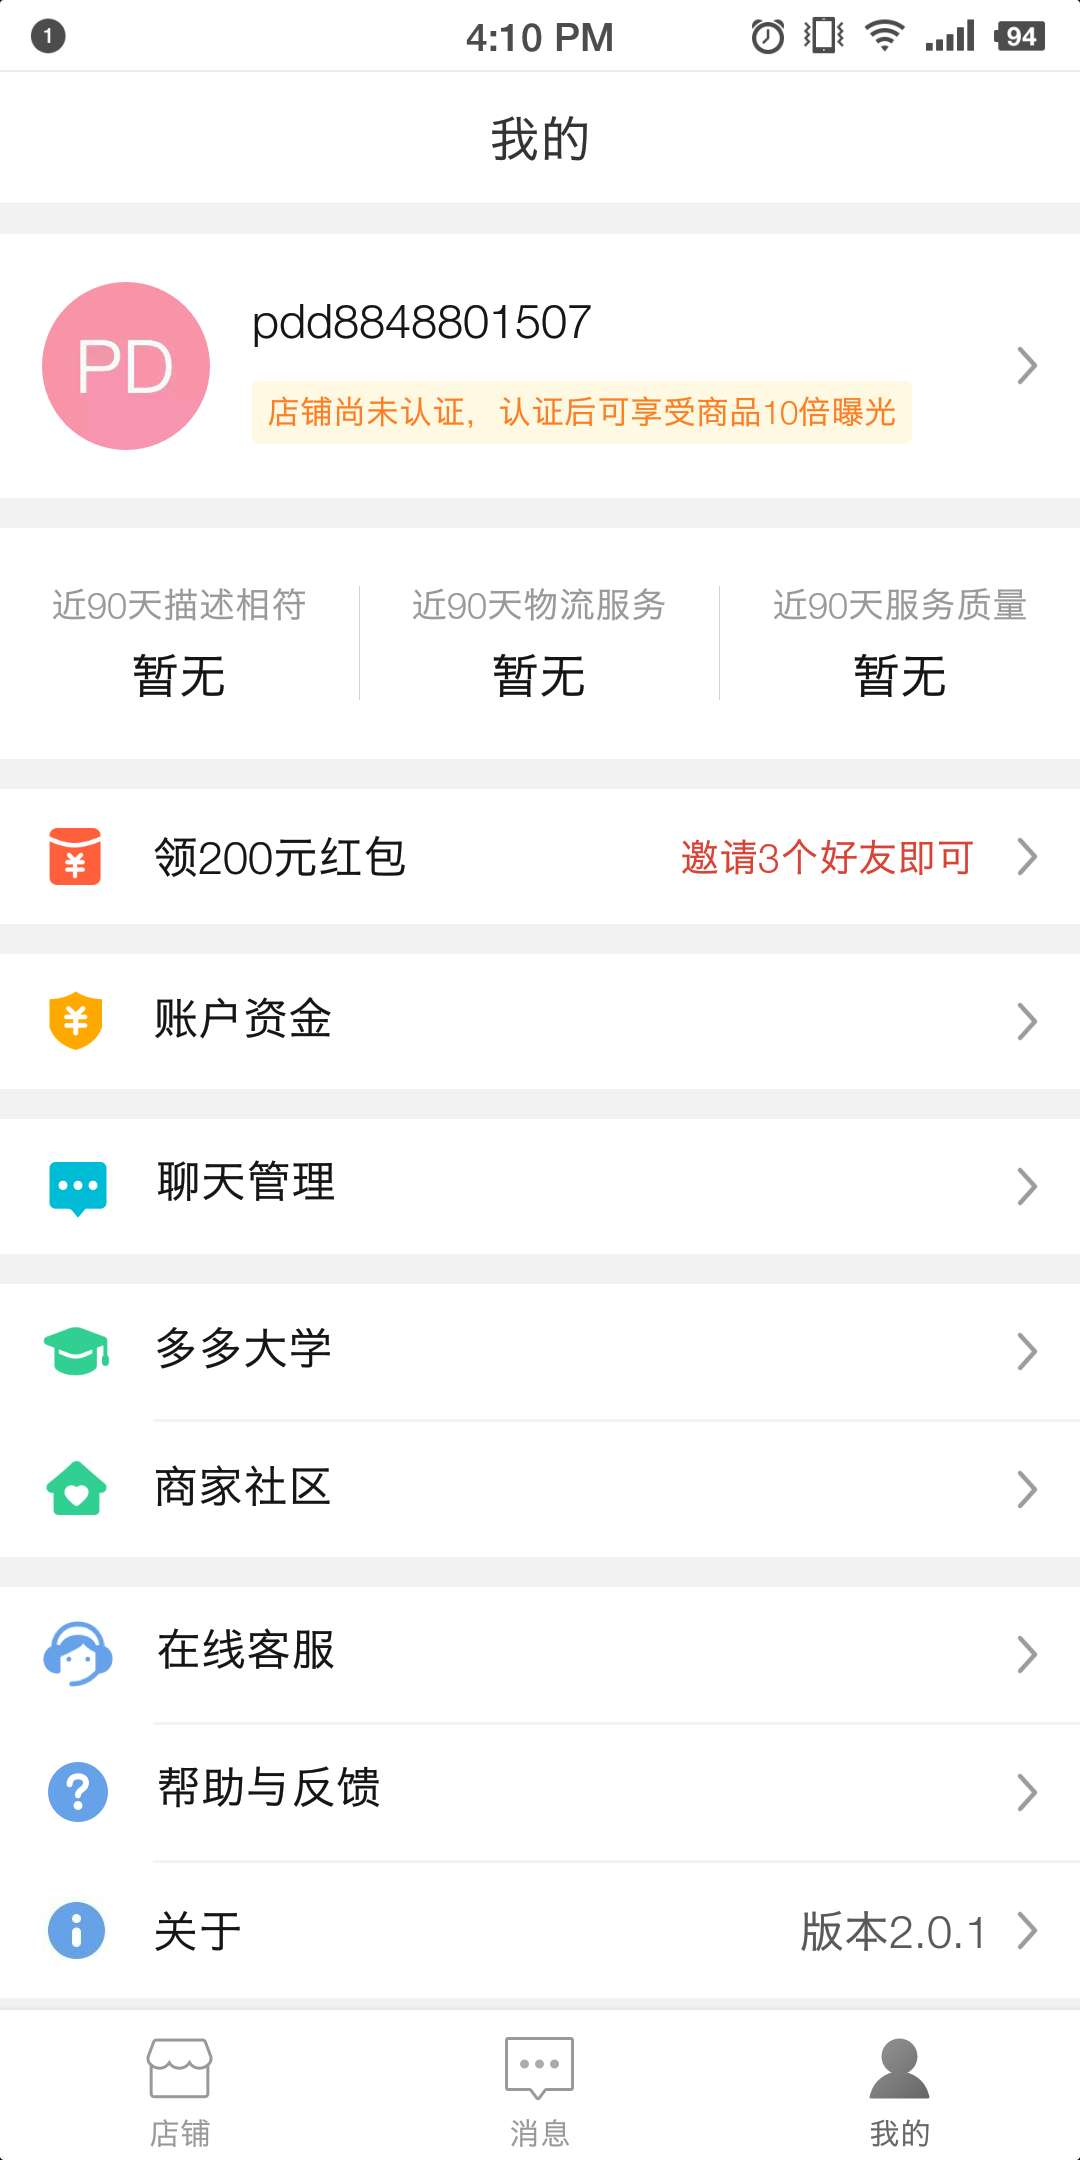 1
4:10 PM
94
我的
PD
pdd8848801507
店铺尚未认证，认证后可享受商品10倍曝光
近90天描述相符
近90天物流服务
近90天服务质量
暂无
暂无
暂无
领200元红包
邀请3个好友即可
账户资金
聊天管理
多多大学
商家社区
在线客服
帮助与反馈
关于
版本2.0.1
店铺
消息
我的